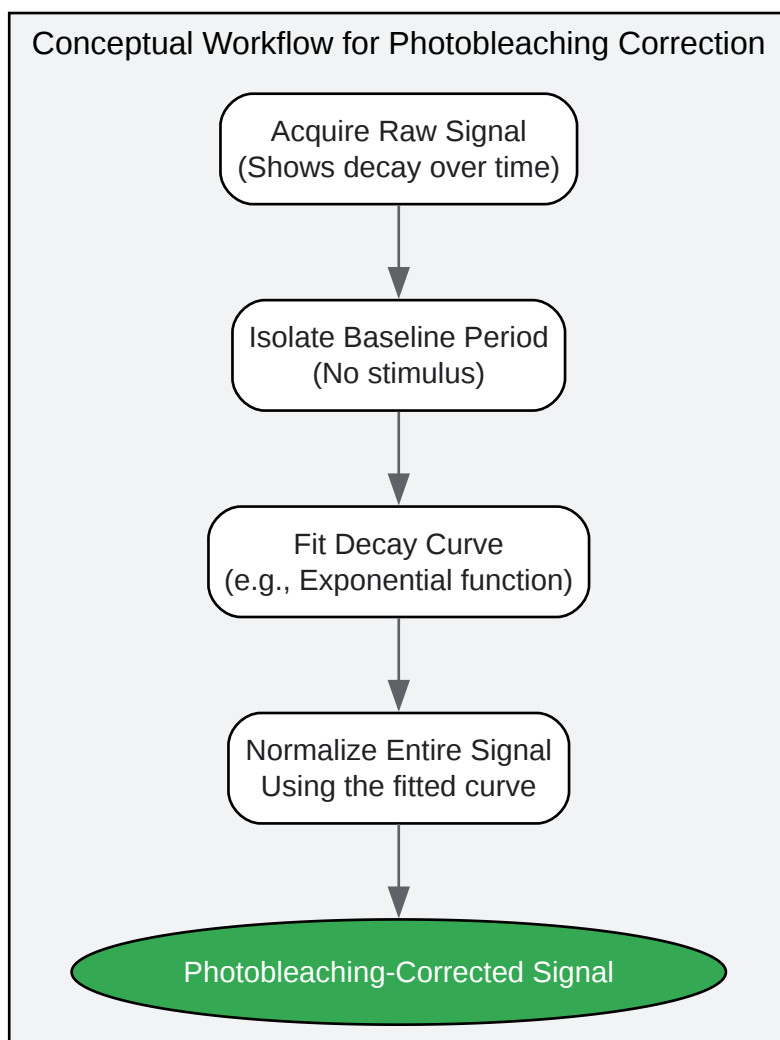 Conceptual Workflow for Photobleaching Correction
Acquire Raw Signal
(Shows decay over time)
Isolate Baseline Period
(No stimulus)
Fit Decay Curve
(e.g., Exponential function)
Normalize Entire Signal
Using the fitted curve
Photobleaching-Corrected Signal